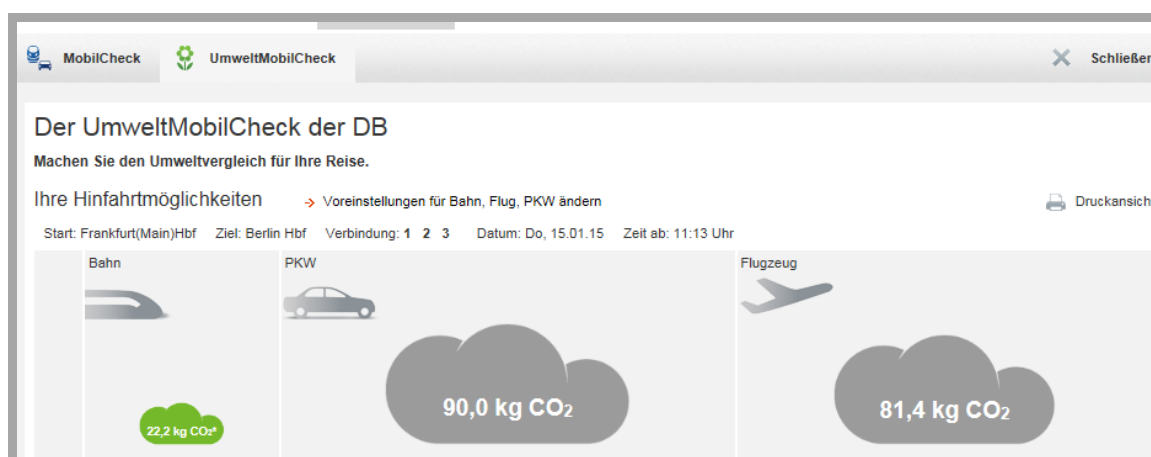 MobilCheck UmweltMobilCheck Schließen
Der UmweltMobilCheck der DB
Machen Sie den Umweltvergleich für Ihre Reise.
Ihre Hinfahrtmöglichkeiten Voreinstellungen für Bahn, Flug, PKW ändern Druckansich
Start: Frankfurt(Main)Hbf Ziel: Berlin Hbf Verbindung: 1 2 3 Datum: Do, 15.01.15 Zeit ab: 11:13 Uhr
Bahn PKW Flugzeug
90,0 kg CO₂ 81,4 kg CO₂
22,2 kg CO₂*